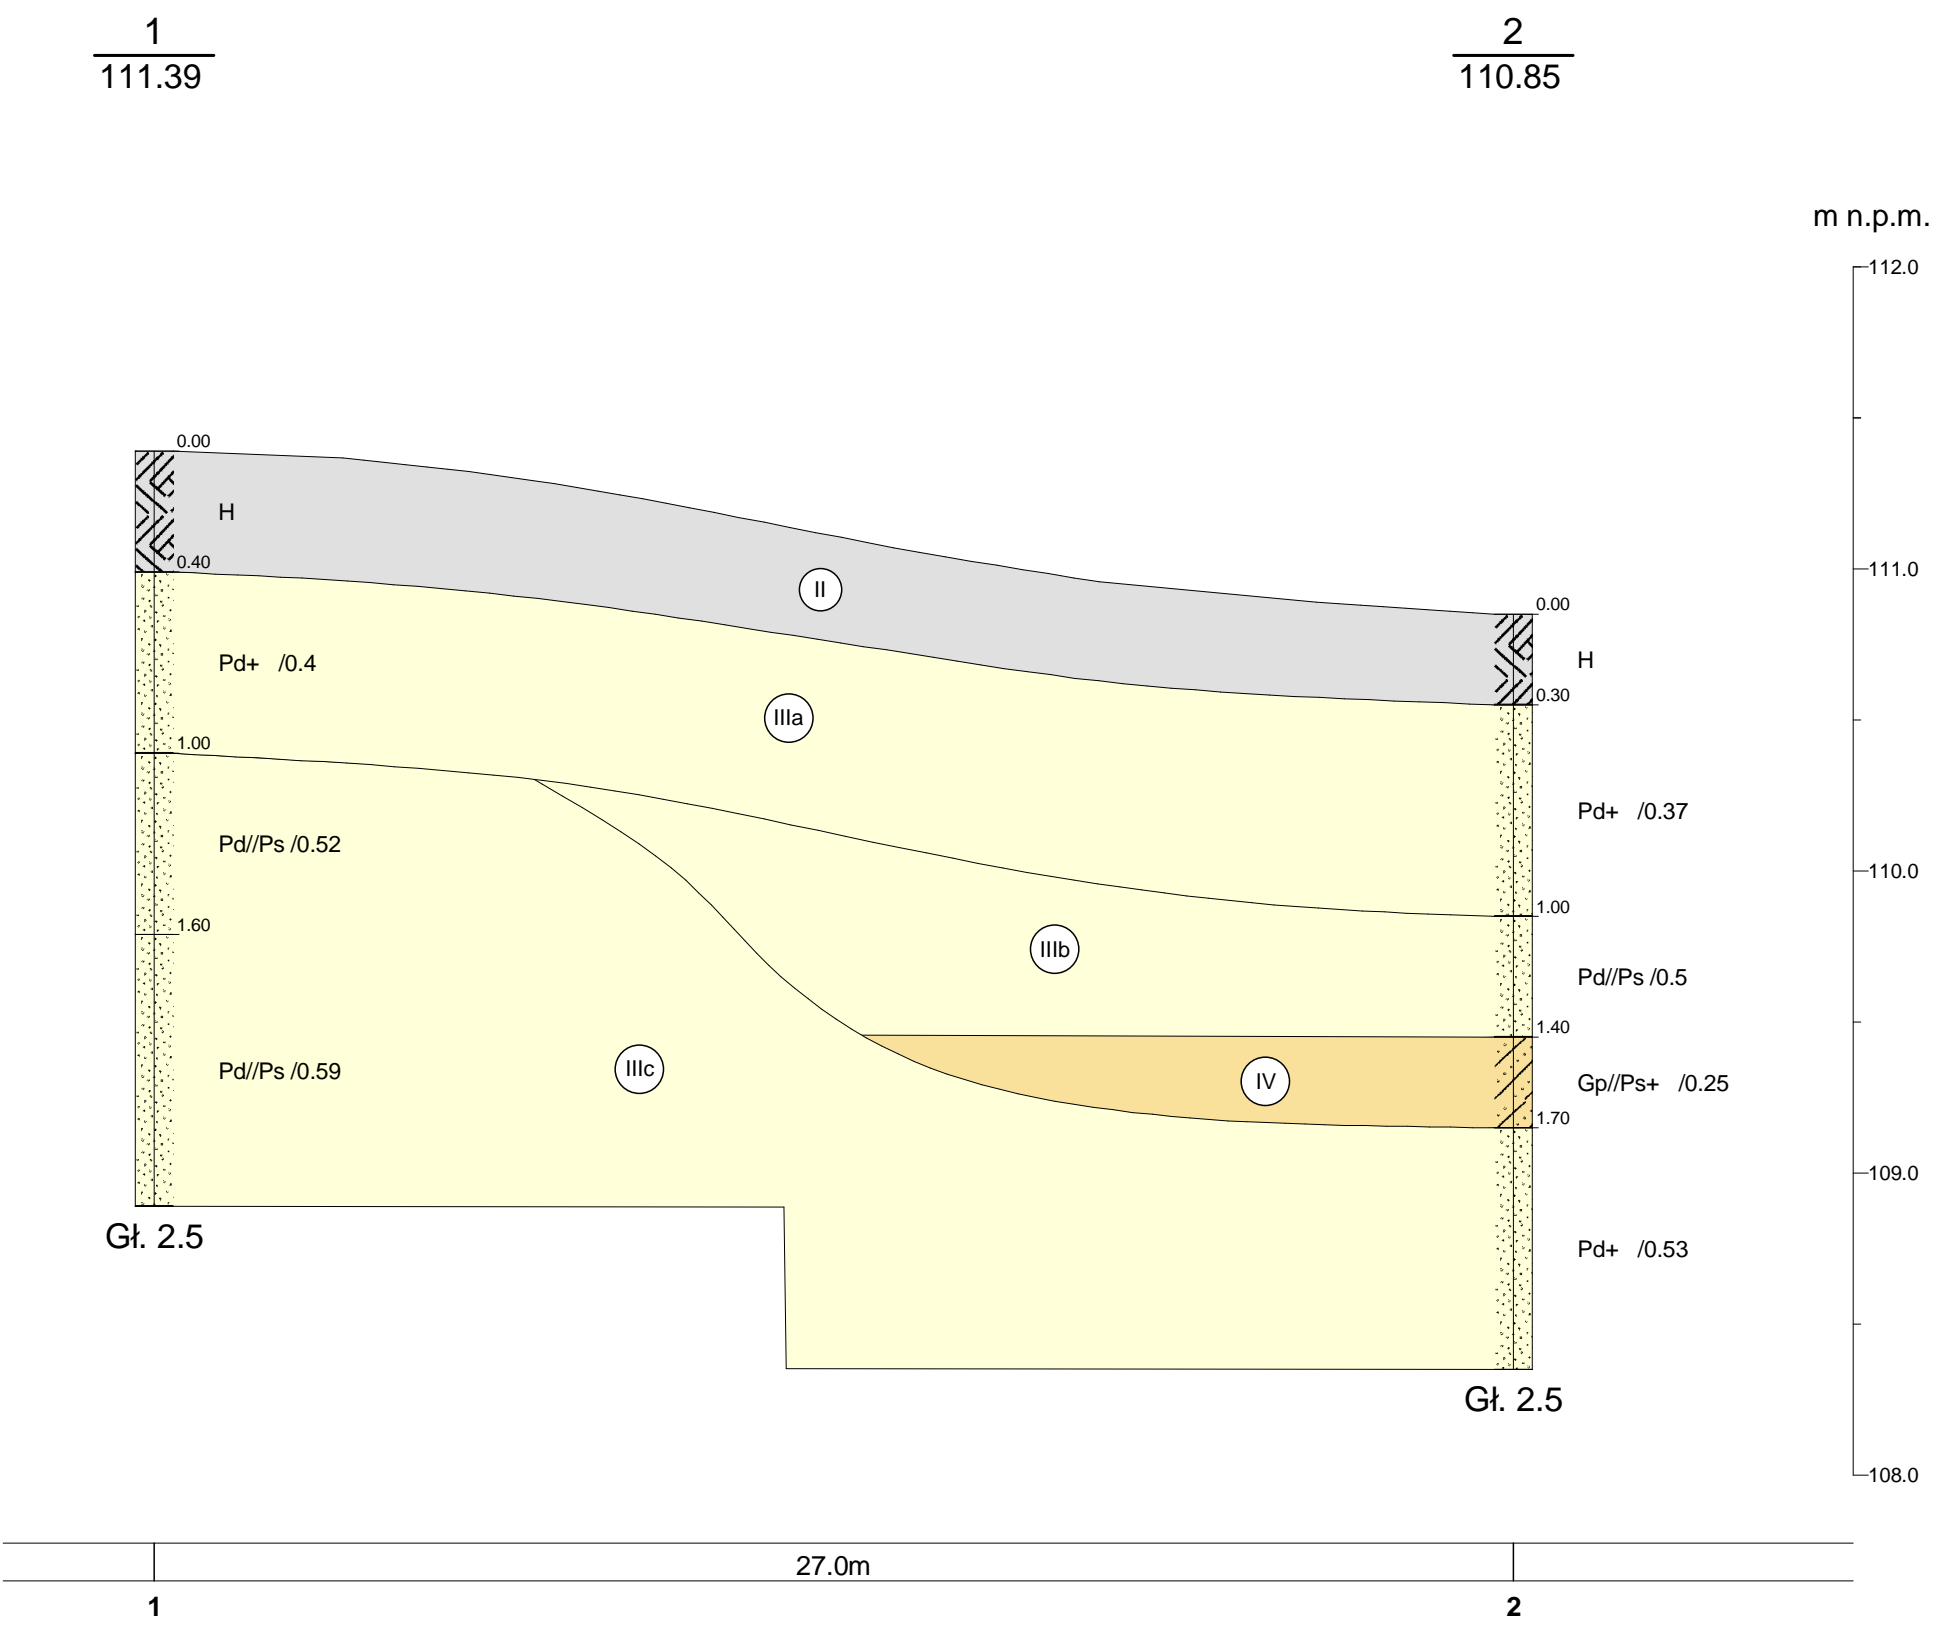 1
111.39
2
110.85
m n.p.m.
112.0
0.00
H
0.40
II
111.0
0.00
H
0.30
Pd+ /0.4
IIIa
1.00
Pd+ /0.37
Pd//Ps /0.52
110.0
1.00
1.60
IIIb
Pd//Ps /0.5
1.40
Pd//Ps /0.59
IIIc
IV
Gp//Ps+ /0.25
1.70
109.0
Gł. 2.5
Pd+ /0.53
Gł. 2.5
108.0
27.0m
1
2